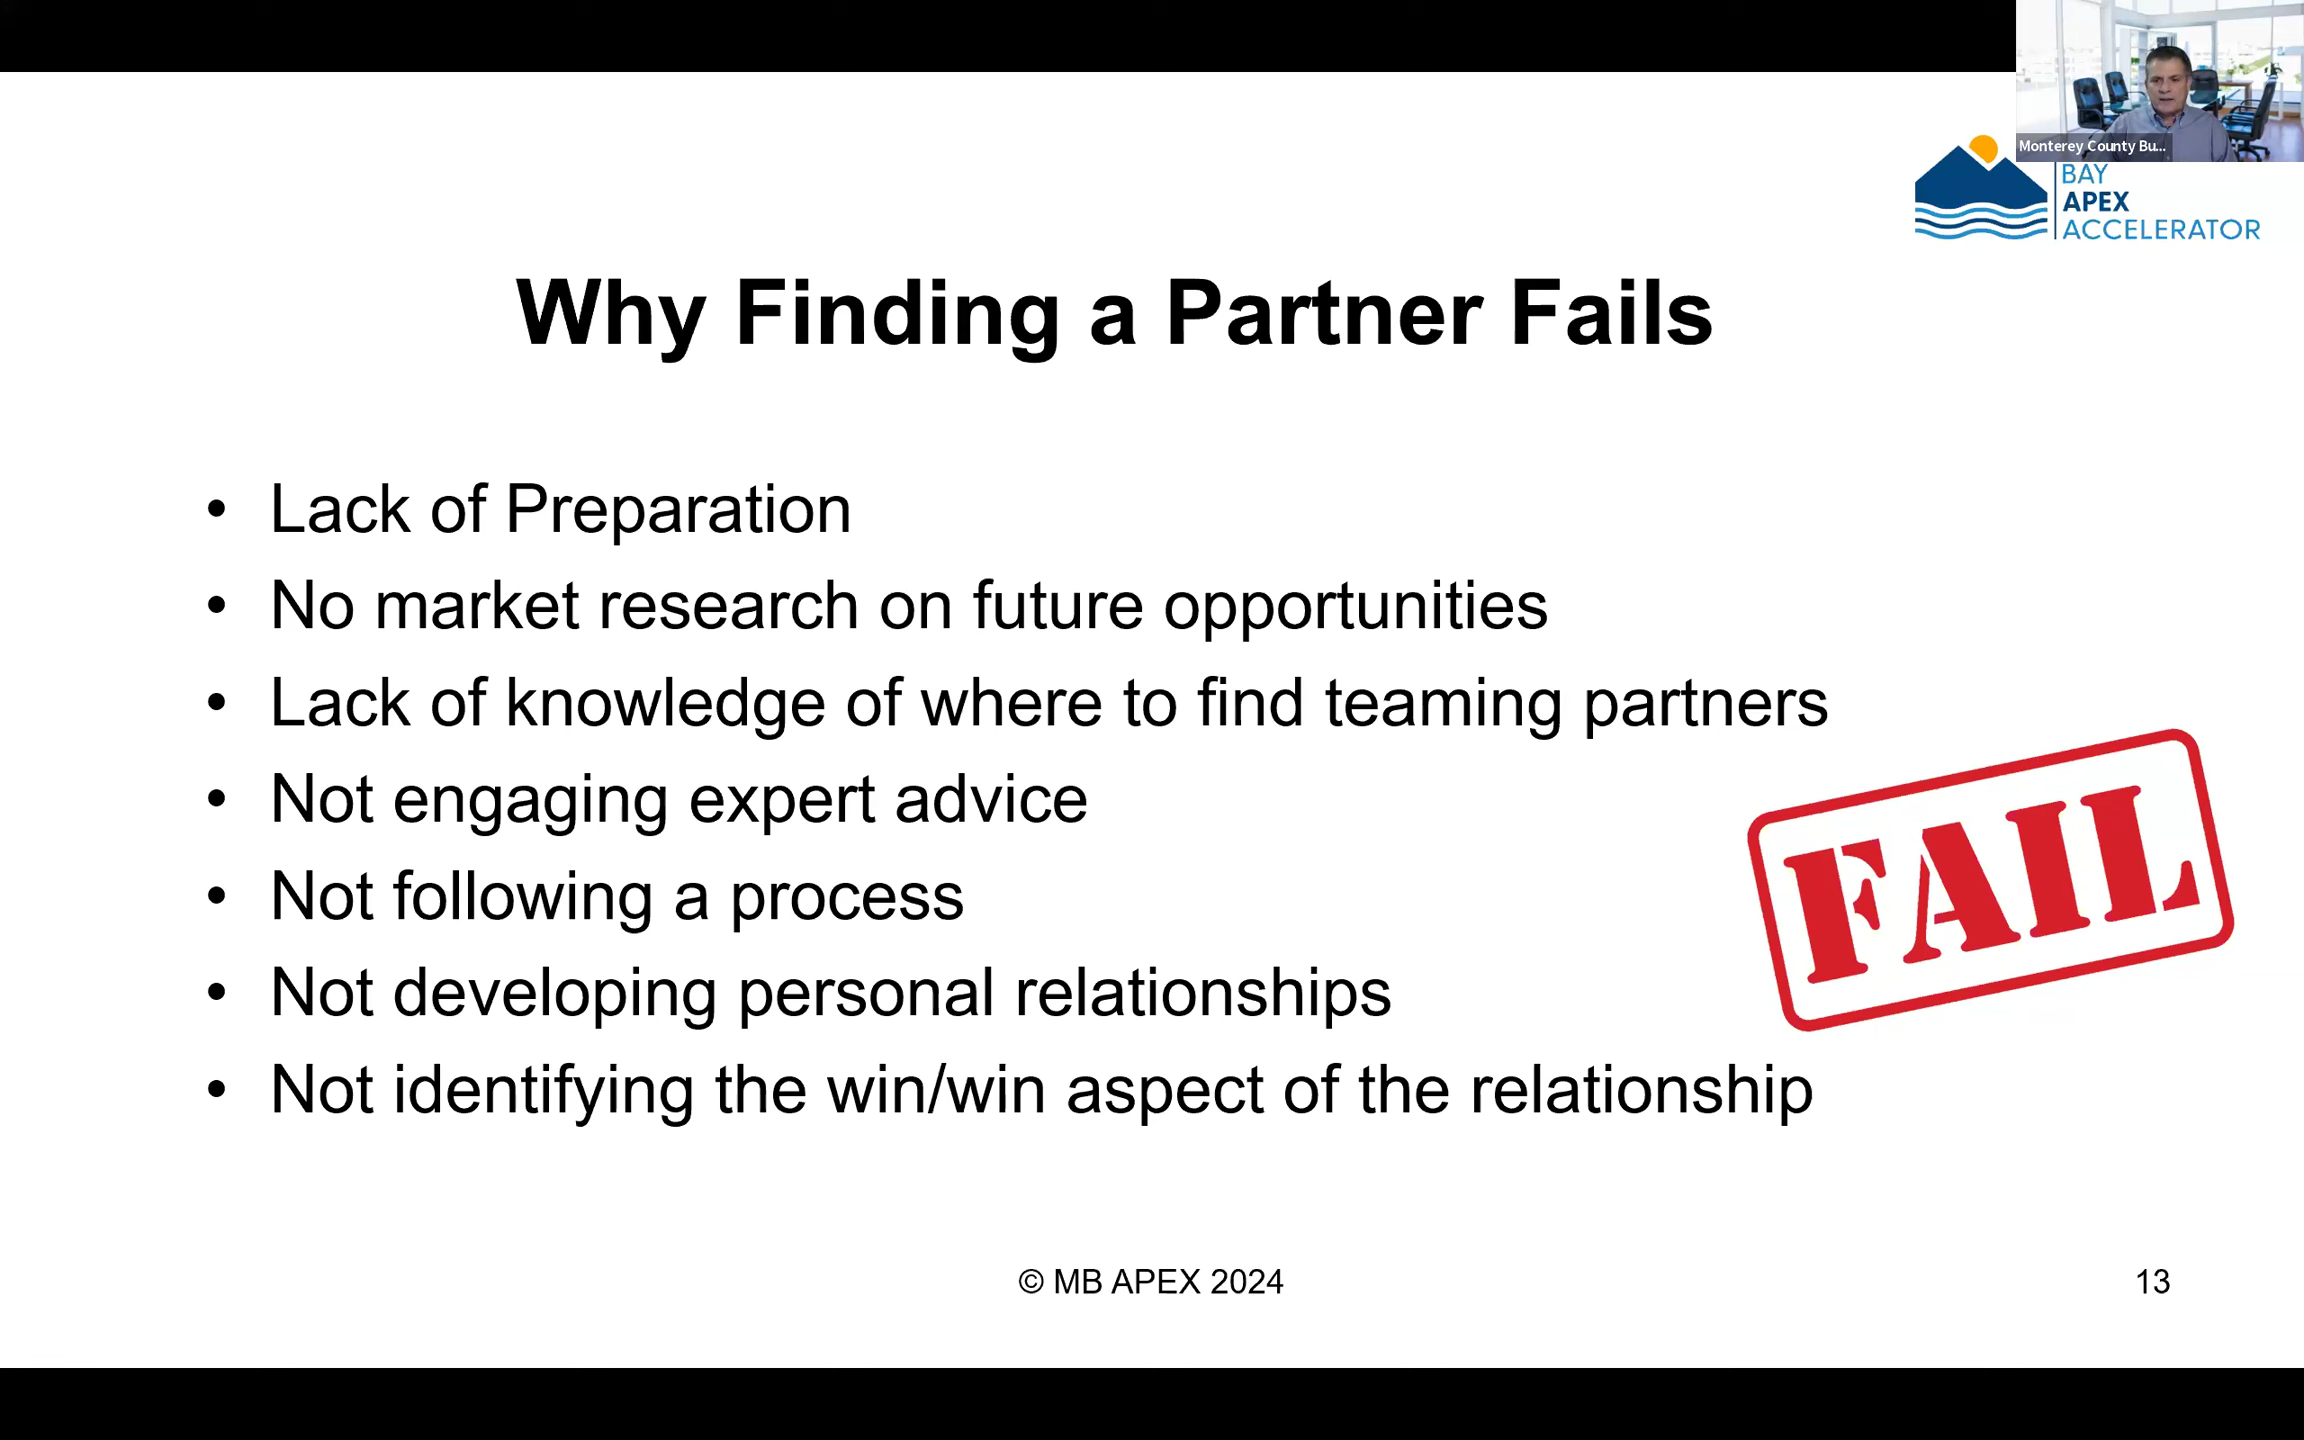 Monterey County Bu...
BAY
APEX
ACCELERATOR
Why Finding a Partner Fails
• Lack of Preparation
• No market research on future opportunities
• Lack of knowledge of where to find teaming partners
• Not engaging expert advice
• Not following a process
• Not developing personal relationships
• Not identifying the win/win aspect of the relationship
FAIL
© MB APEX 2024
13